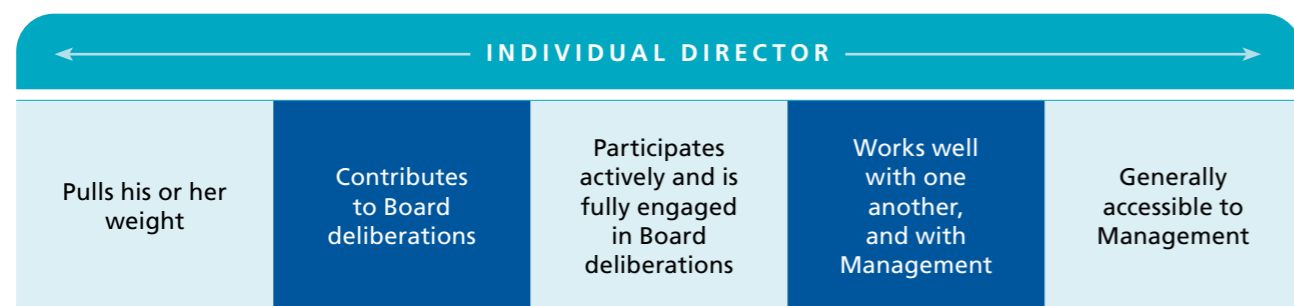 INDIVIDUAL DIRECTOR
Pulls his or her
weight
Contributes
to Board
deliberations
Participates
actively and is
fully engaged
in Board
deliberations
Works well
with one
another,
and with
Management
Generally
accessible to
Management